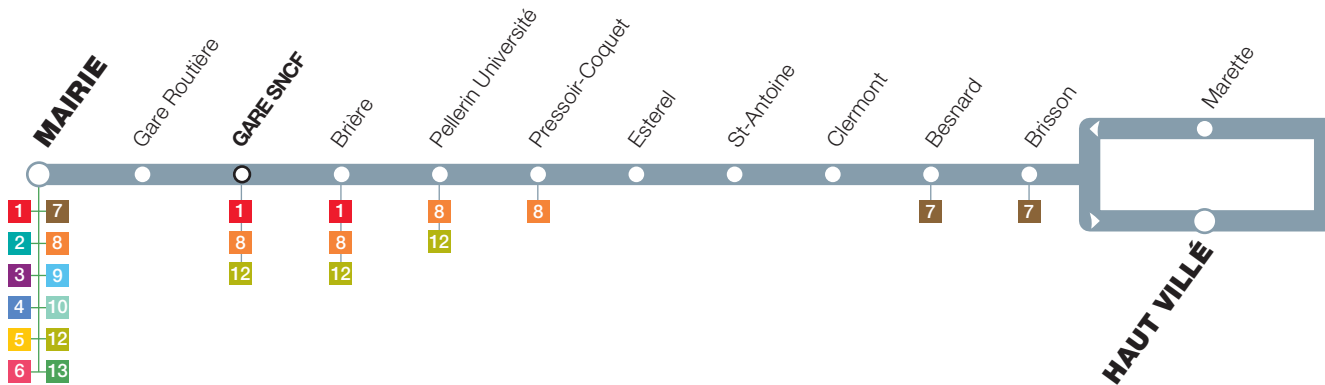 MAIRIE
Gare Routière
GARE SNCF
Brière
Pellerin Université
Pressoir-Coquet
Esterel
St-Antoine
Clermont
Besnard
Brisson
Marette
HAUT VILLÉ
1 7
2 8
3 9
4 10
5 12
6 13
1
8
12
1
8
12
8
12
8
7
7